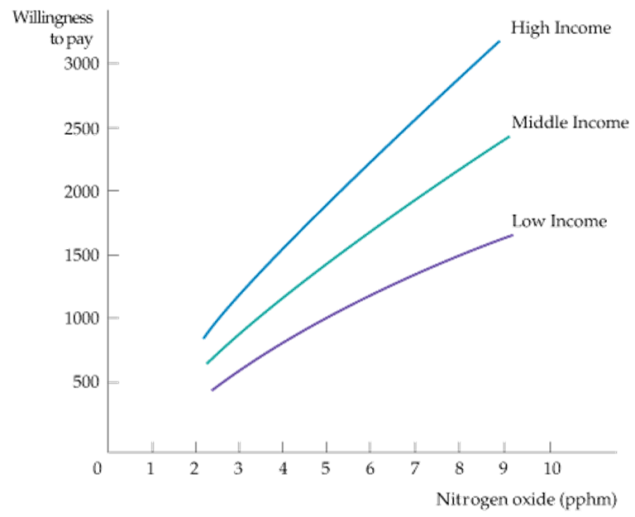 Willingness
to pay
High Income
3000
Middle Income
2500
2000
Low Income
1500
1000
500
0 1 2 3 4 5 6 7 8 9 10
Nitrogen oxide (pphm)